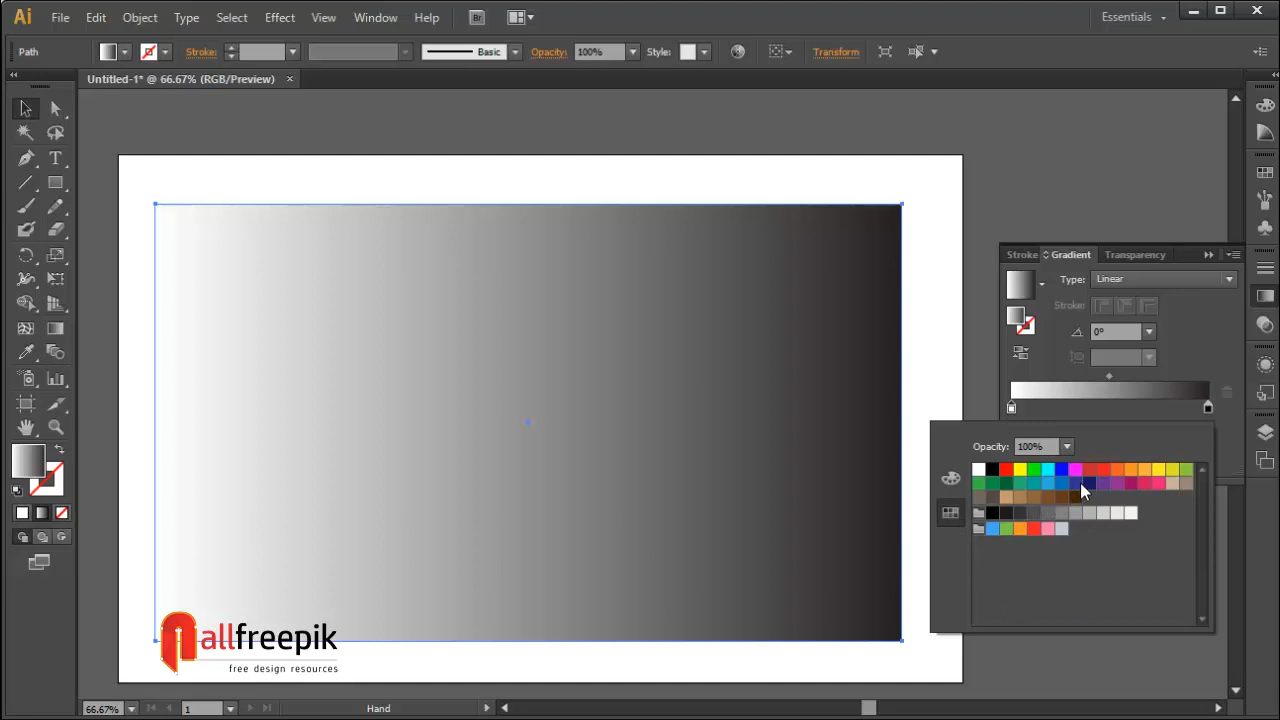 Ai File Edit Object Type Select Effect View Window Help Br Essentials
Path Stroke: Basic Opacity: 100% Style: Transform
Untitled-1* @ 66.67% (RGB/Preview)
Stroke Gradient Transparency
Type: Linear
Stroke:
0°
Opacity: 100%
allfreepik
free design resources
66.67% 1 Hand